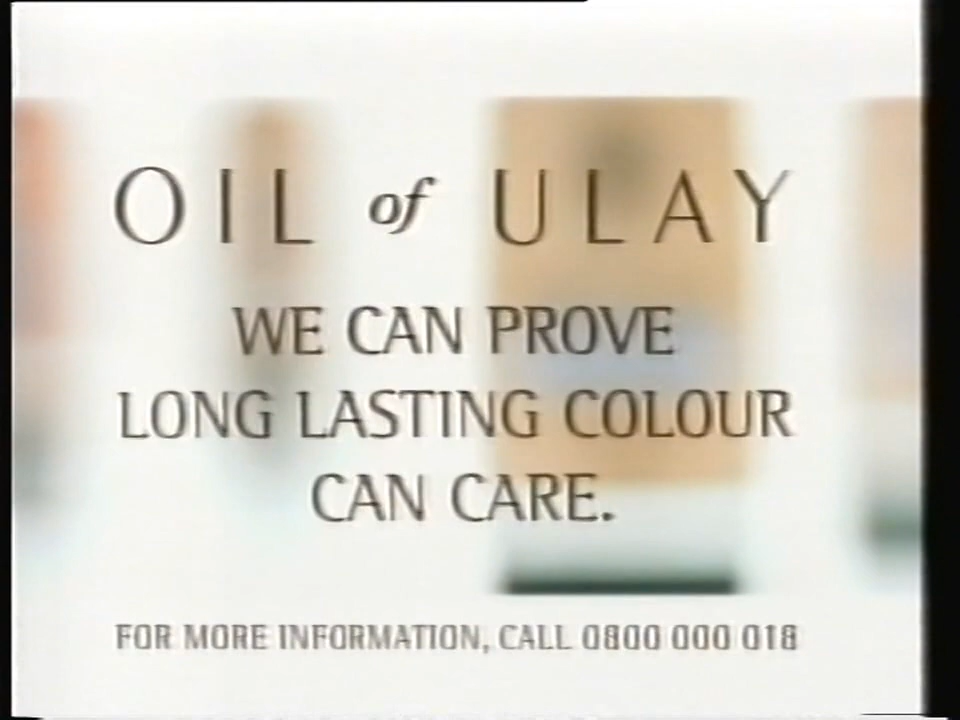 OIL of ULAY
WE CAN PROVE
LONG LASTING COLOUR
CAN CARE.
FOR MORE INFORMATION, CALL 0800 000 018